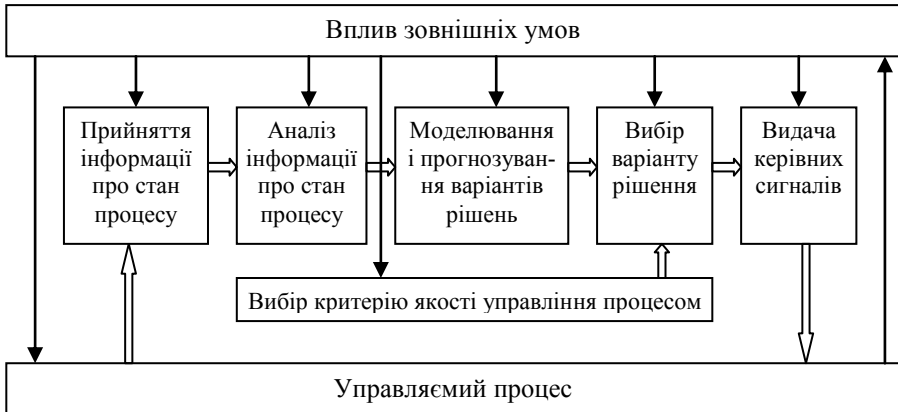 Вплив зовнішніх умов
Прийняття
інформації
про стан
процесу
Аналіз
інформації
про стан
процесу
Моделювання
і прогнозуван-
ня варіантів
рішень
Вибір
варіанту
рішення
Видача
керівних
сигналів
Вибір критерію якості управління процесом
Управляємий процес